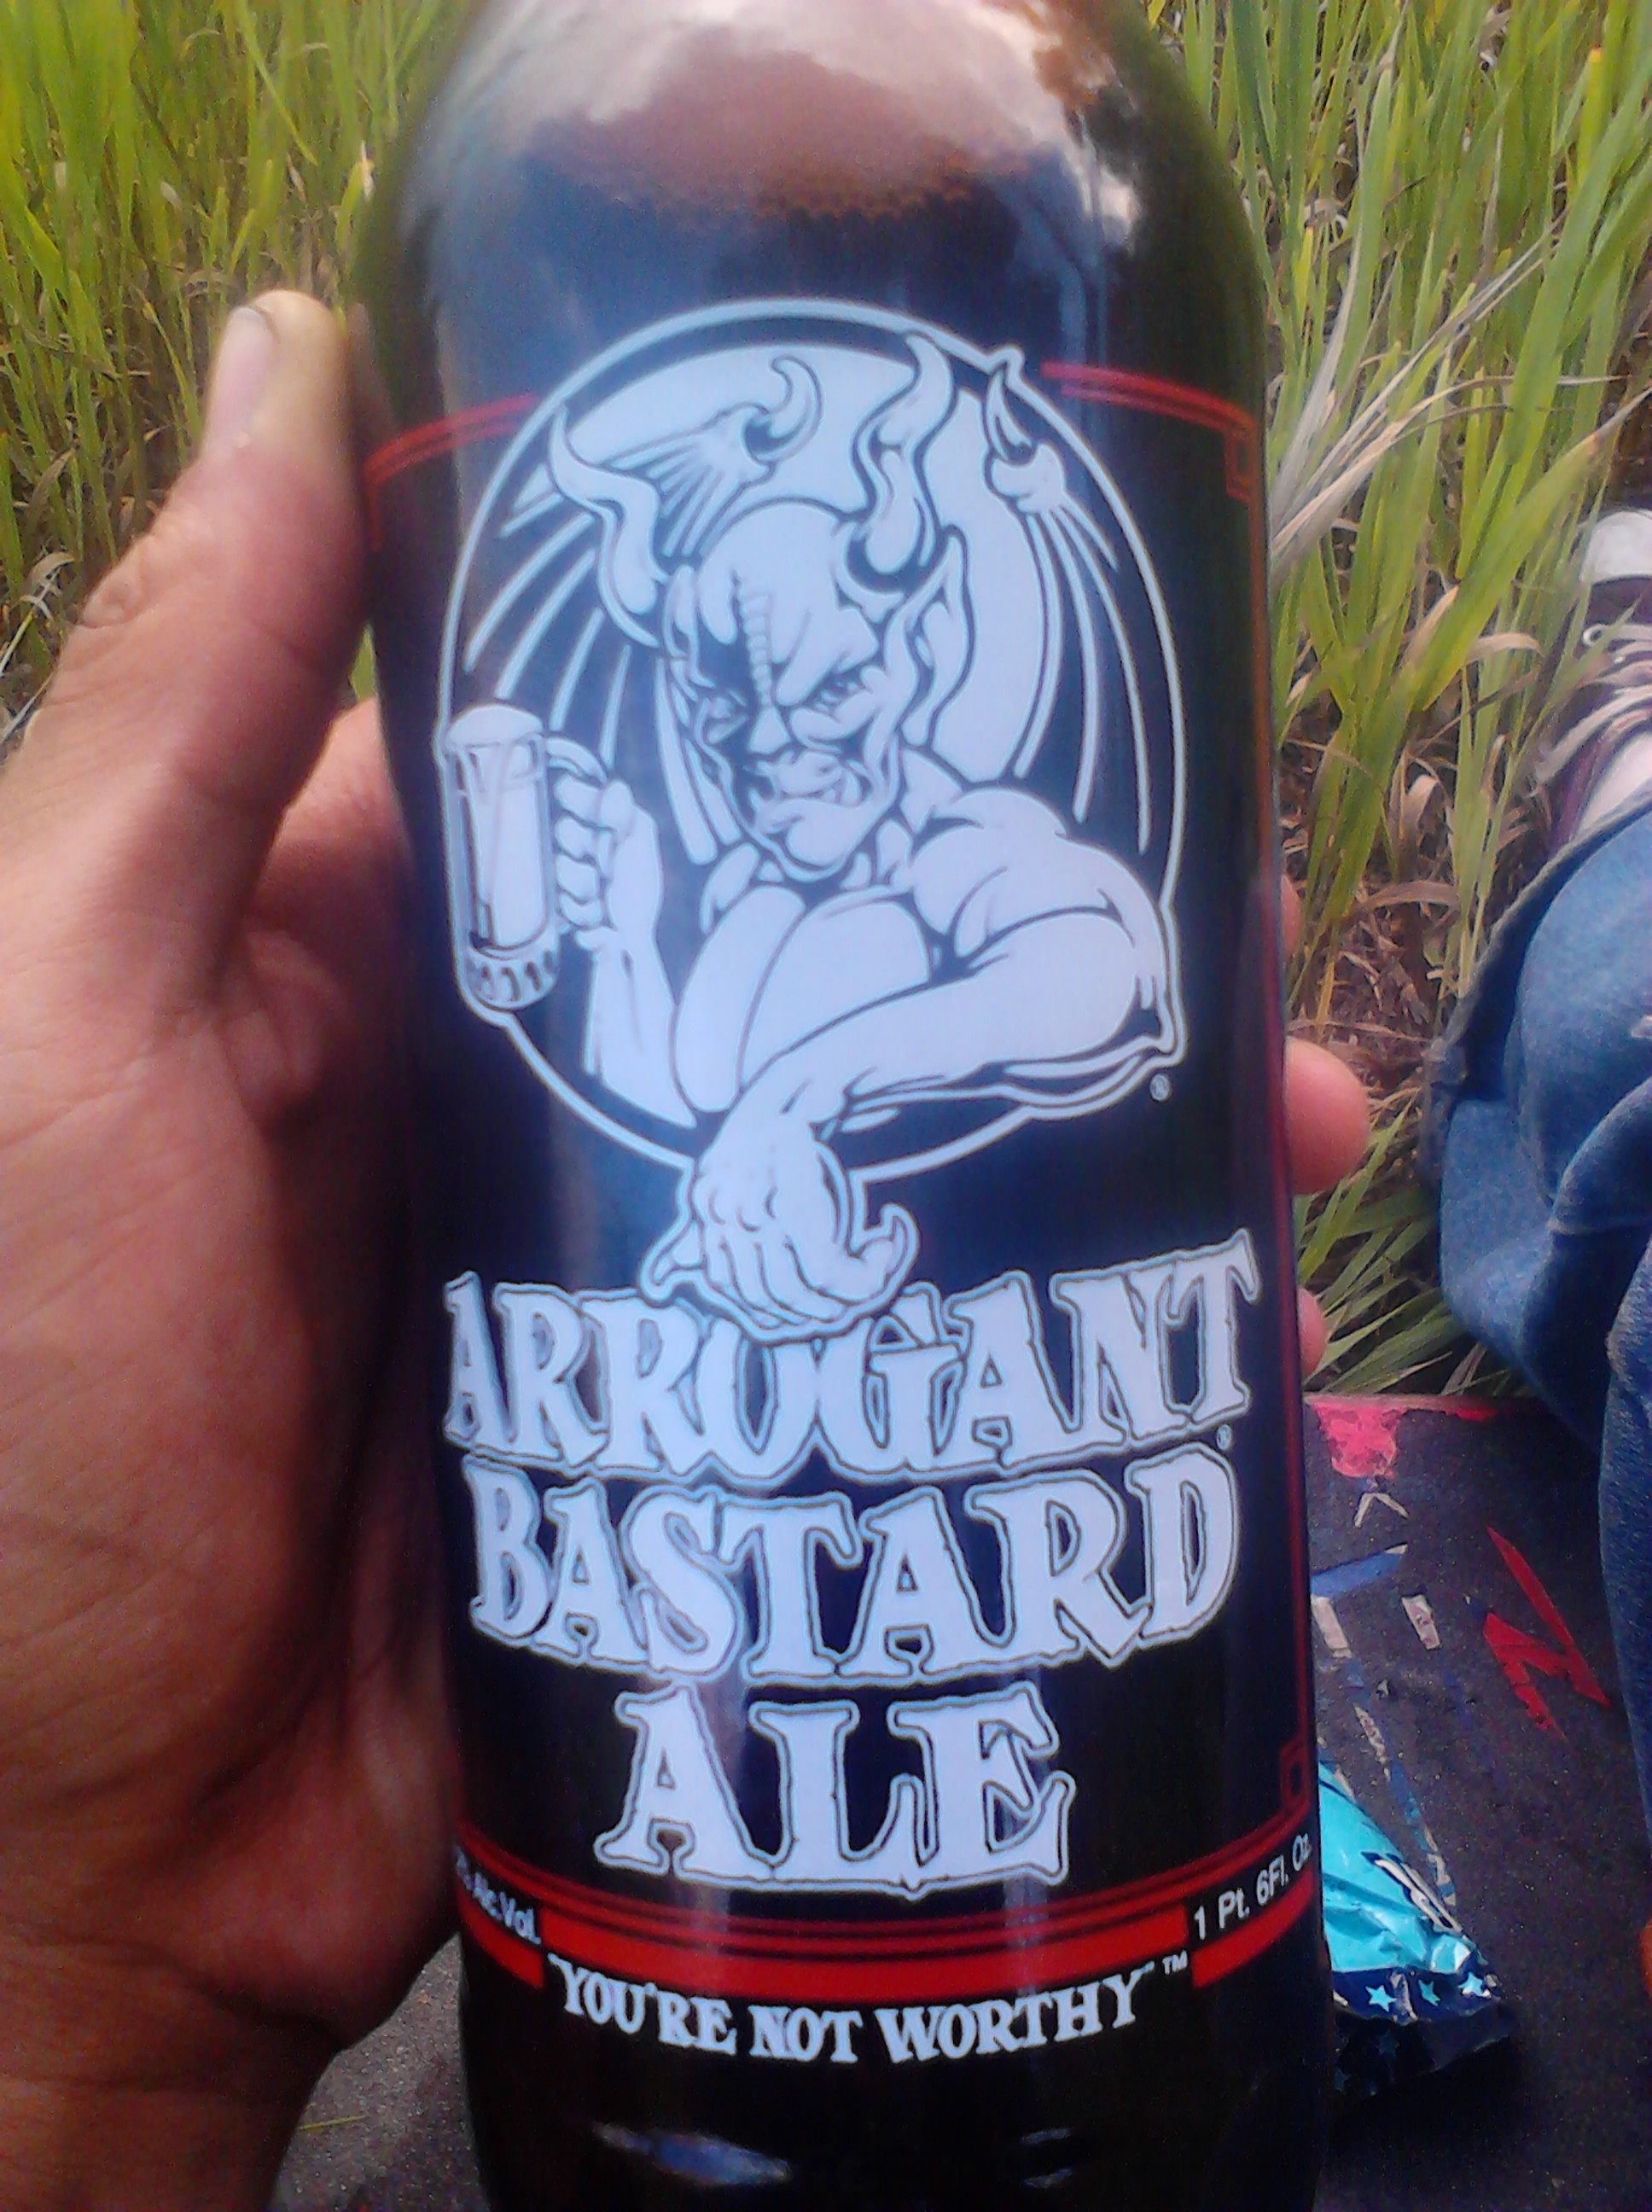 ARROGANT
BASTARD®
ALE
Alc. Vol.
1 Pt. 6Fl. Oz.
"YOU'RE NOT WORTHY"™